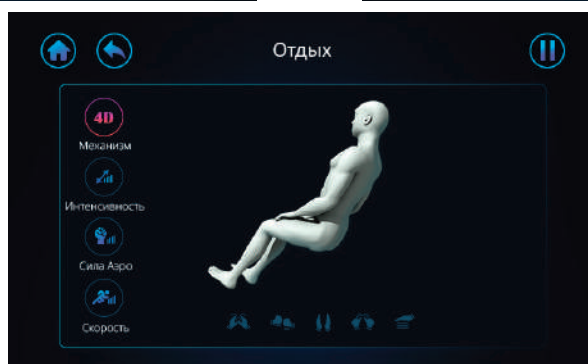 Отдых
4D
Механизм
Интенсивность
Сила Аэро
Скорость